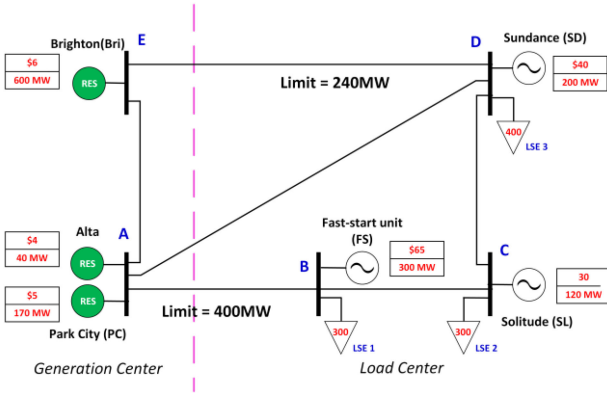 Brighton(Bri)
E
$6
600 MW
RES
Limit = 240MW
D
Sundance (SD)
$40
200 MW
400
LSE 3
Alta
A
$4
40 MW
RES
$5
170 MW
RES
Park City (PC)
Limit = 400MW
Fast-start unit
(FS)
$65
300 MW
B
300
LSE 1
C
30
120 MW
Solitude (SL)
300
LSE 2
Generation Center
Load Center